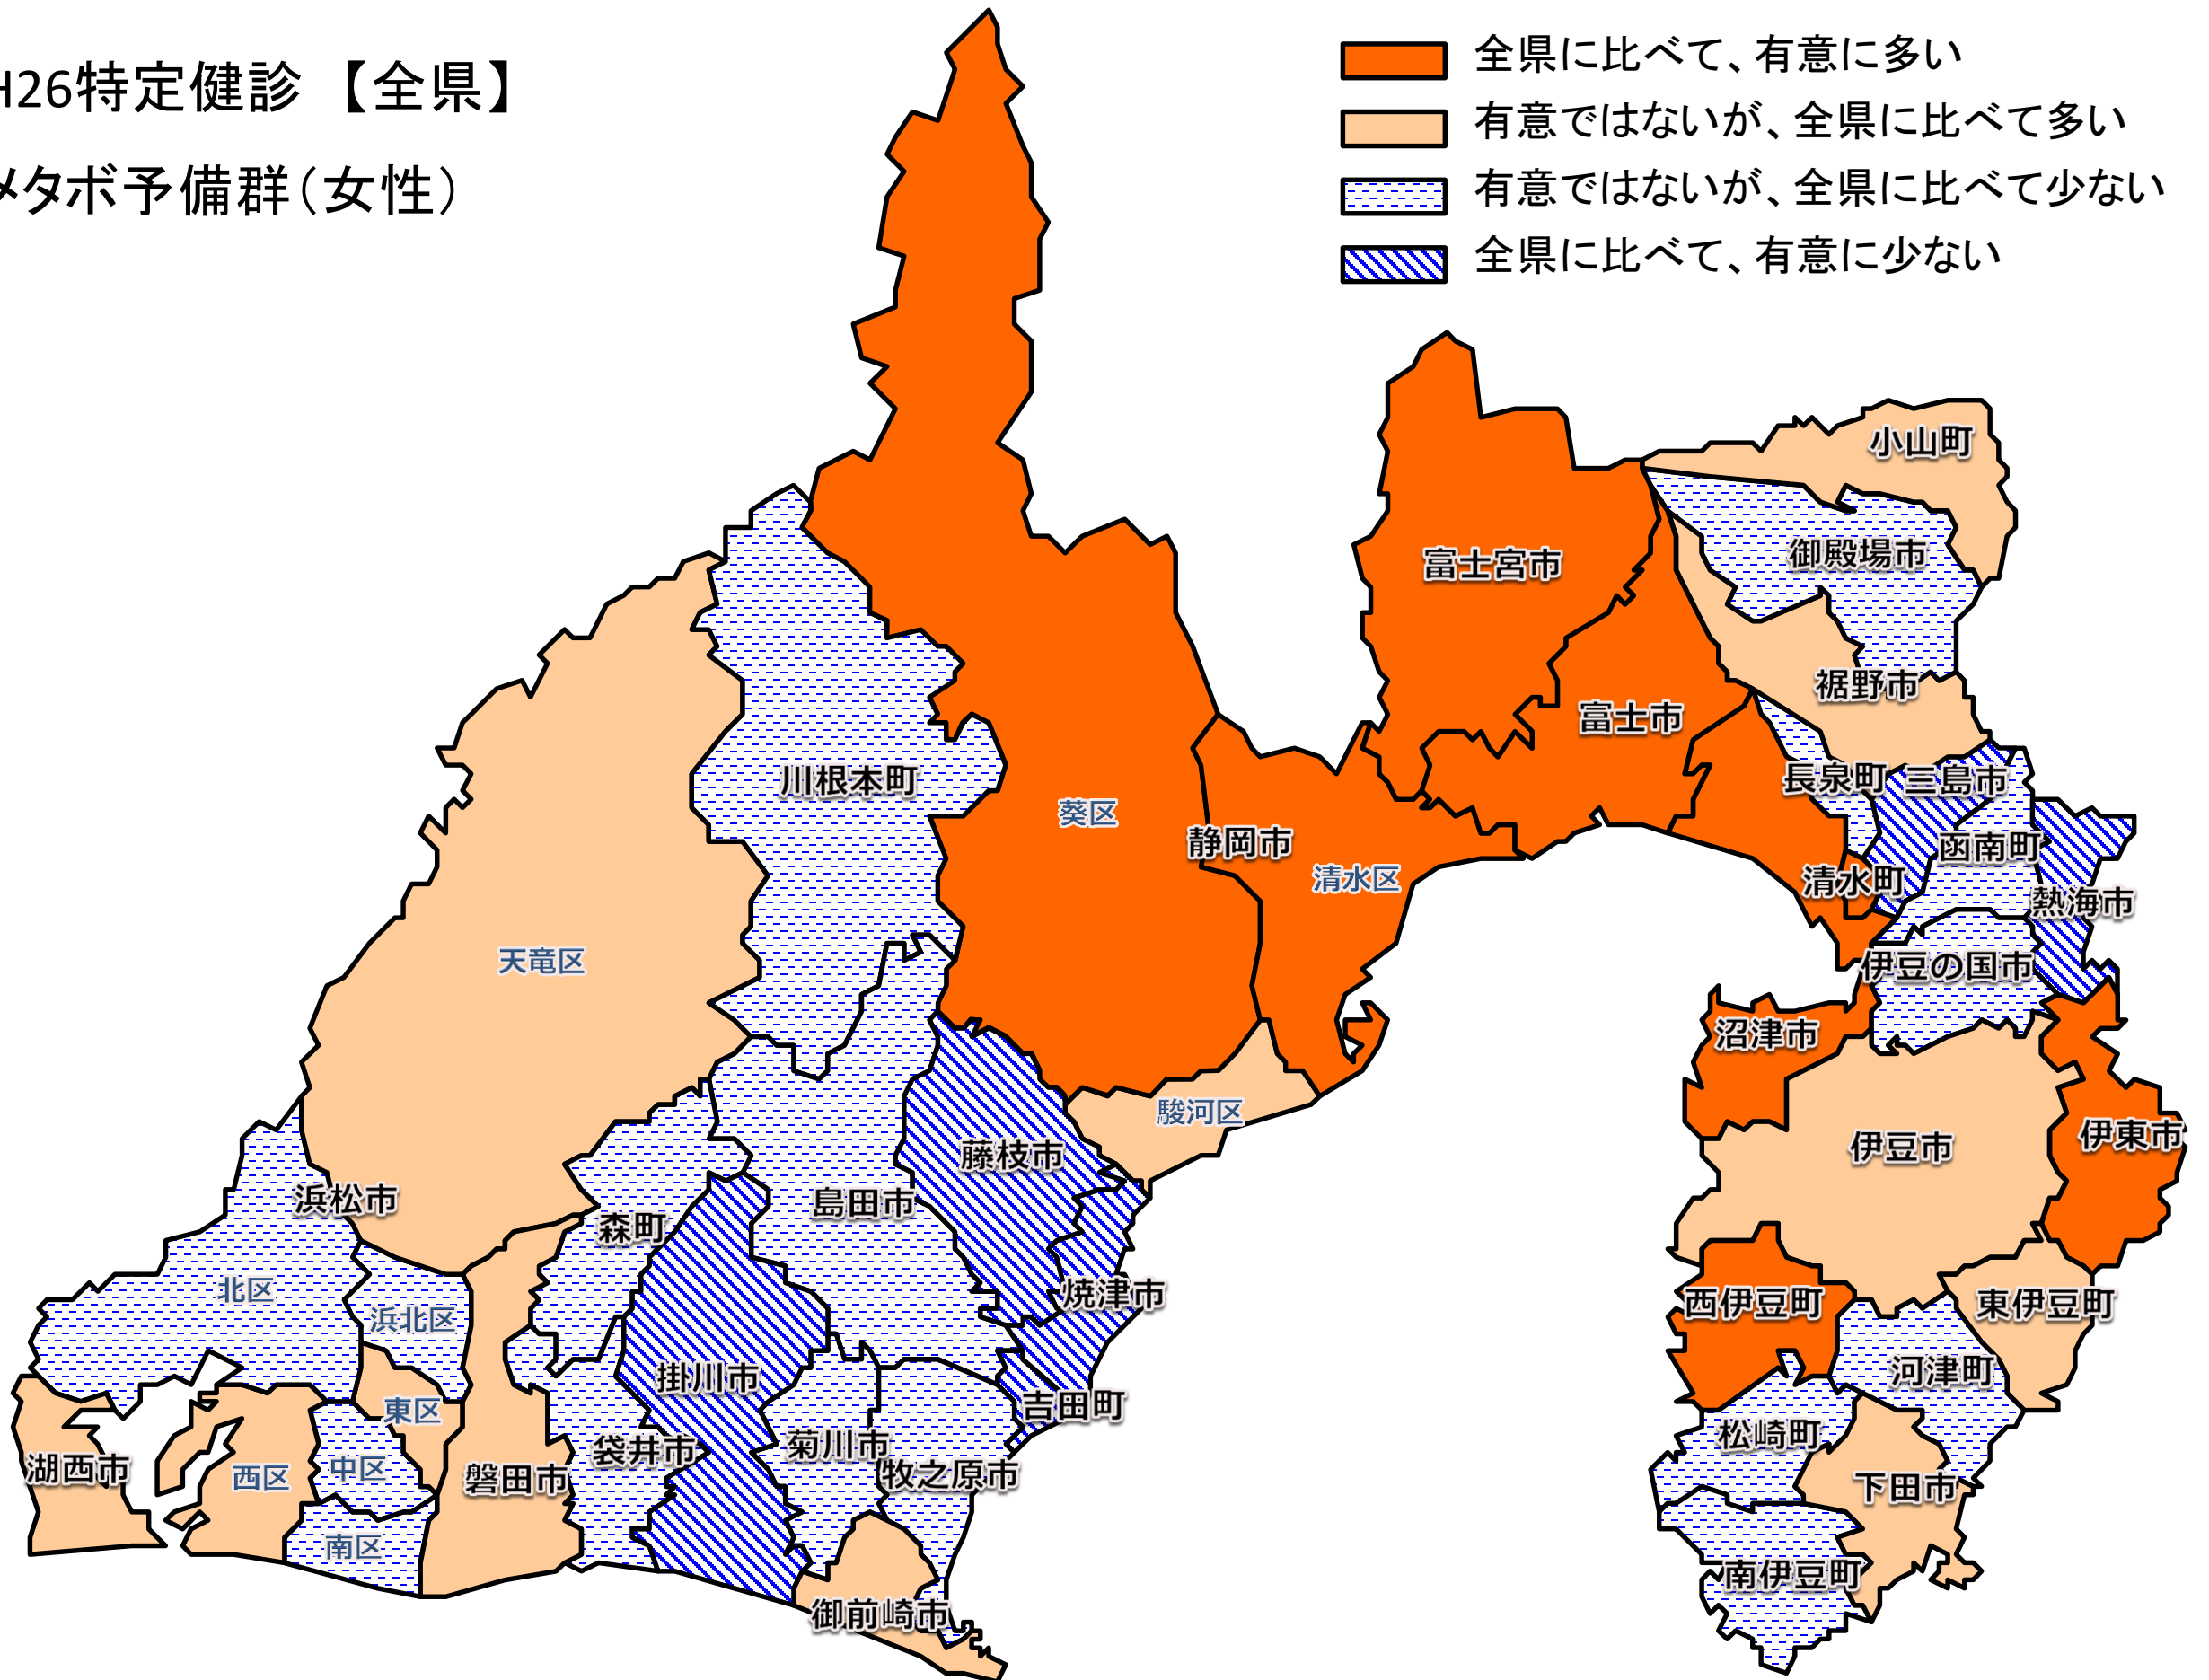 H26特定健診 【全県】
メタボ予備群(女性)
全県に比べて、有意に多い
有意ではないが、全県に比べて多い
有意ではないが、全県に比べて少ない
全県に比べて、有意に少ない
小山町
御殿場市
富士宮市
裾野市
富士市
川根本町
長泉町
三島市
葵区
静岡市
函南町
清水区
清水町
熱海市
天竜区
伊豆の国市
沼津市
駿河区
伊東市
伊豆市
藤枝市
浜松市
島田市
森町
北区
焼津市
西伊豆町
東伊豆町
浜北区
河津町
掛川市
吉田町
東区
松崎町
菊川市
袋井市
湖西市
中区
西区
磐田市
牧之原市
下田市
南区
南伊豆町
御前崎市